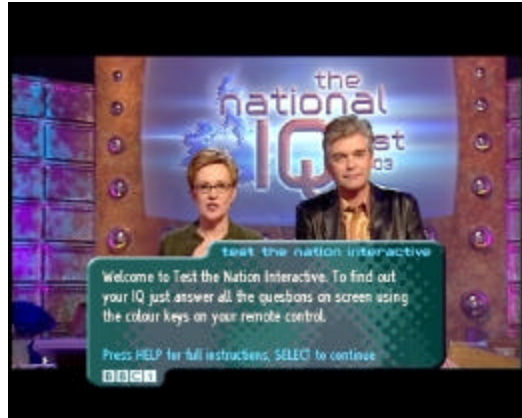 the
national
IQ
03
test the nation interactive
Welcome to Test the Nation Interactive. To find out
your IQ just answer all the questions on screen using
the colour keys on your remote control.
Press HELP for full instructions, SELECT to continue
BBC1